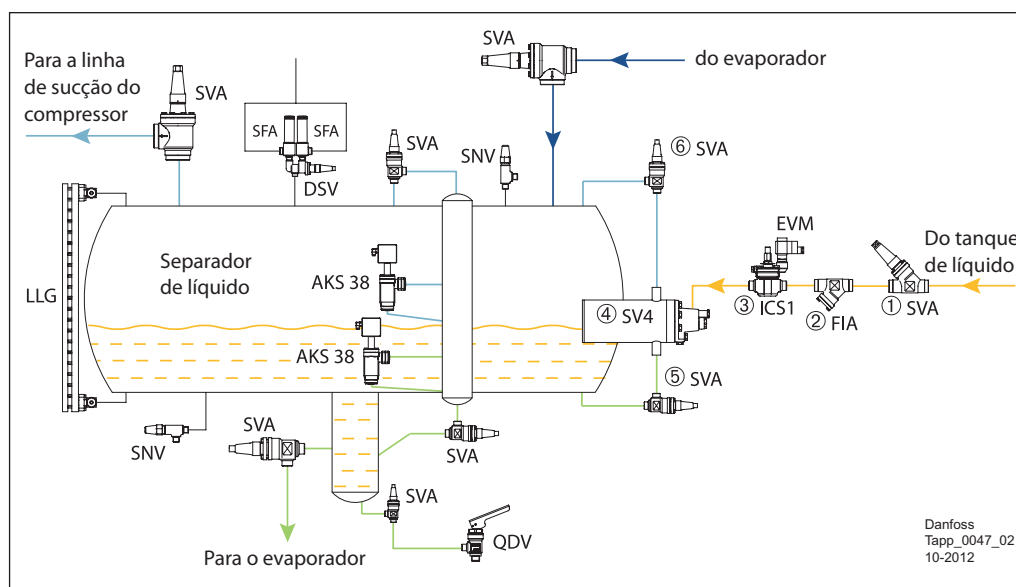 Para a linha
de sucção do
compressor
SVA
SFA
SFA
DSV
SVA
SNV
SVA
do evaporador
⑥ SVA
EVM
Do tanque
de líquido
LLG
Separador
de líquido
AKS 38
④ SV4
③ ICS1
② FIA
① SVA
AKS 38
⑤ SVA
SNV
SVA
SVA
SVA
QDV
Para o evaporador
Danfoss
Tapp_0047_02
10-2012